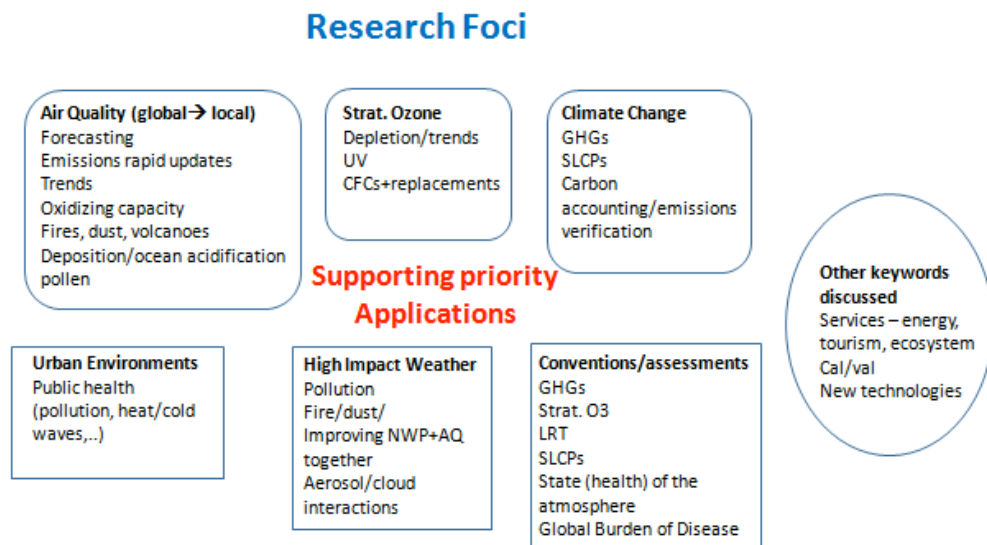 Research Foci
Air Quality (global→ local)
Forecasting
Emissions rapid updates
Trends
Oxidizing capacity
Fires, dust, volcanoes
Deposition/ocean acidification
pollen
Strat. Ozone
Depletion/trends
UV
CFCs+replacements
Climate Change
GHGs
SLCPs
Carbon
accounting/emissions
verification
Supporting priority
Applications
Other keywords
discussed
Services – energy,
tourism, ecosystem
Cal/val
New technologies
Urban Environments
Public health
(pollution, heat/cold
waves,..)
High Impact Weather
Pollution
Fire/dust/
Improving NWP+AQ
together
Aerosol/cloud
interactions
Conventions/assessments
GHGs
Strat. O3
LRT
SLCPs
State (health) of the
atmosphere
Global Burden of Disease